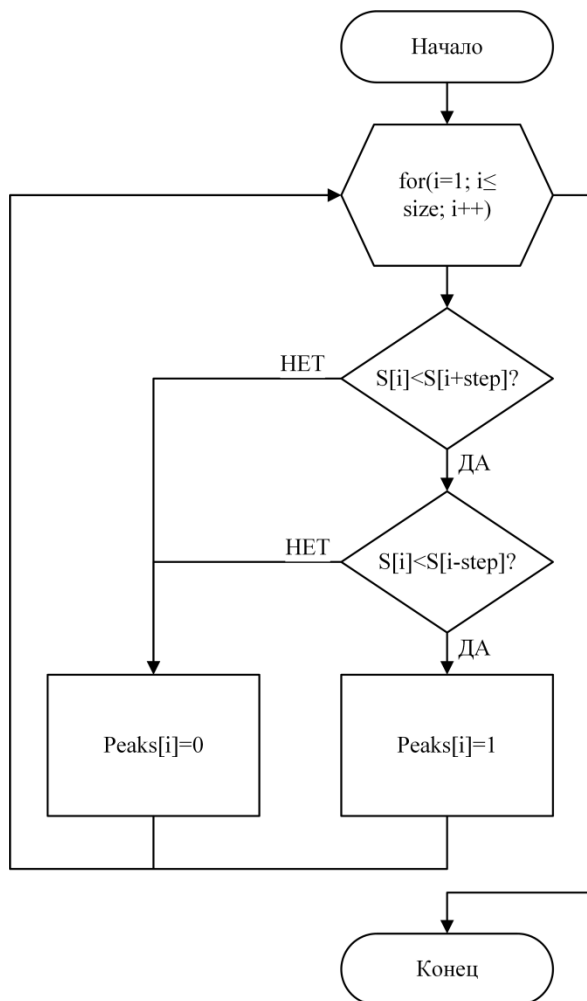 Начало
for(i=1; i≤
size; i++)
НЕТ
S[i]<S[i+step]?
ДА
НЕТ
S[i]<S[i-step]?
ДА
Peaks[i]=0
Peaks[i]=1
Конец